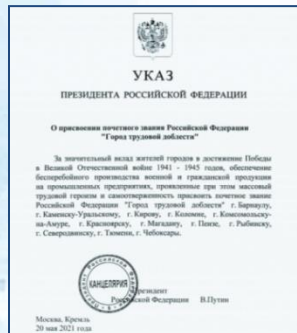 УКАЗ
ПРЕЗИДЕНТА РОССИЙСКОЙ ФЕДЕРАЦИИ
О присвоении почетного звания Российской Федерации
"Город трудовой доблести"
За значительный вклад жителей городов в достижение Победы
в Великой Отечественной войне 1941 - 1945 годов, обеспечение
бесперебойного производства военной и гражданской продукции
на промышленных предприятиях, проявленные при этом массовый
трудовой героизм и самоотверженность присвоить почетное звание
Российской Федерации "Город трудовой доблести" г. Барнаулу,
г. Каменску-Уральскому, г. Кирову, г. Коломне, г. Комсомольску-
на-Амуре, г. Красноярску, г. Магадану, г. Пензе, г. Рыбинску,
г. Северодвинску, г. Тюмени, г. Чебоксары.
Президент
Российской Федерации В.Путин
КАНЦЕЛЯРИЯ
Москва, Кремль
20 мая 2021 года